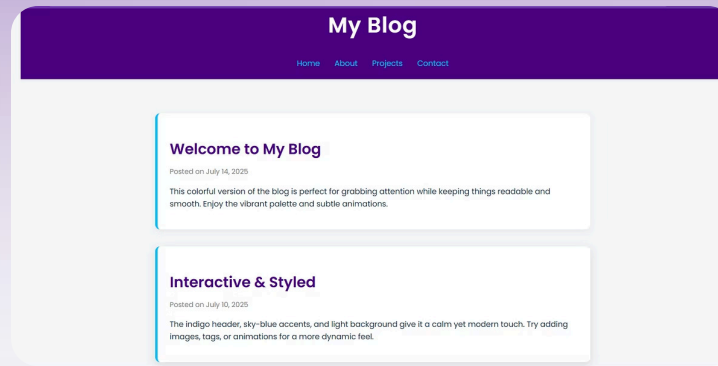 My Blog
Home About Projects Contact
Welcome to My Blog
Posted on July 14, 2025
This colorful version of the blog is perfect for grabbing attention while keeping things readable and
smooth. Enjoy the vibrant palette and subtle animations.
Interactive & Styled
Posted on July 10, 2025
The indigo header, sky-blue accents, and light background give it a calm yet modern touch. Try adding
images, tags, or animations for a more dynamic feel.